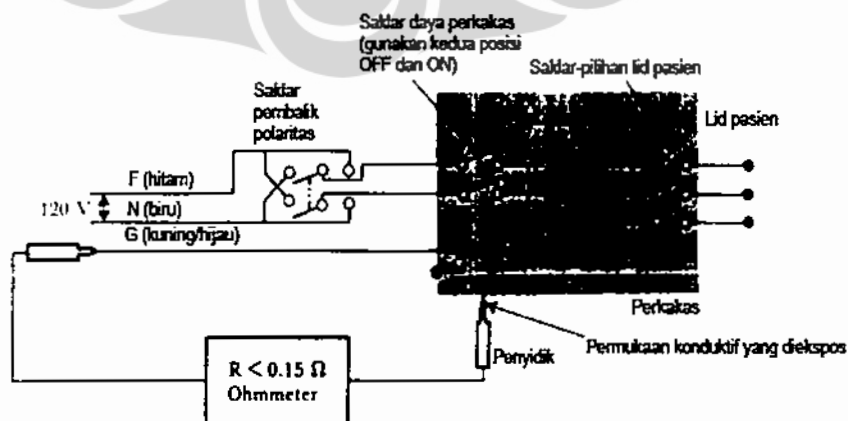 Saklar daya perkakas
(gunakan kedua posisi
OFF dan ON)
Saklar-pilihan lid pasien
Saklar
pembalik
polaritas
Lid pasien
F (hitam)
120 V
N (biru)
G (kuning/hijau)
Perkakas
Penyidik
Permukaan konduktif yang diekspos
R < 0.15 Ω
Ohmmeter